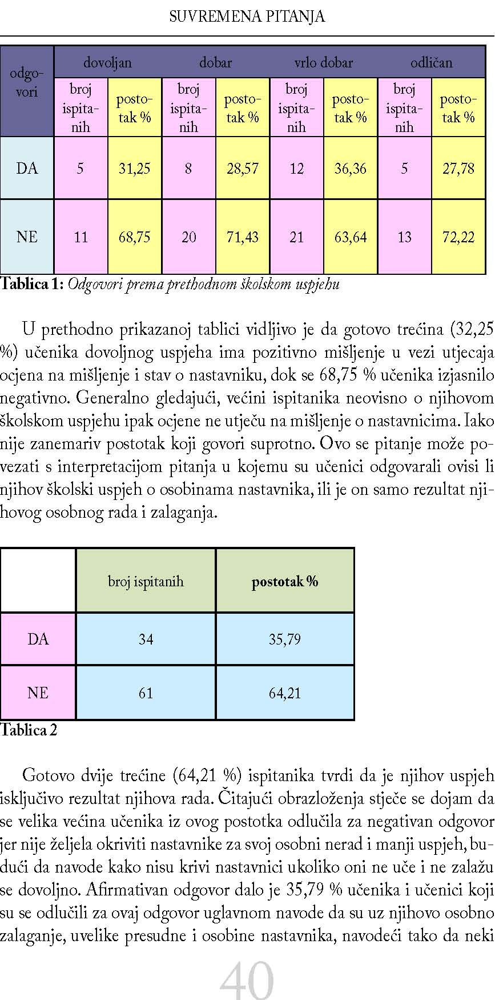 SUVREMENA PITANJA
odgo-
vori
dovoljan dobar vrlo dobar odličan
broj
ispita-
nih
posto-
tak %
broj
ispita-
nih
posto-
tak %
broj
ispita-
nih
posto-
tak %
broj
ispita-
nih
posto-
tak %
DA 5 31,25 8 28,57 12 36,36 5 27,78
NE 11 68,75 20 71,43 21 63,64 13 72,22
Tablica 1: Odgovori prema prethodnom školskom uspjehu
U prethodno prikazanoj tablici vidljivo je da gotovo trećina (32,25
%) učenika dovoljnog uspjeha ima pozitivno mišljenje u vezi utjecaja
ocjena na mišljenje i stav o nastavniku, dok se 68,75 % učenika izjasnilo
negativno. Generalno gledajući, većini ispitanika neovisno o njihovom
školskom uspjehu ipak ocjene ne utječu na mišljenje o nastavnicima. Iako
nije zanemariv postotak koji govori suprotno. Ovo se pitanje može po-
vezati s interpretacijom pitanja u kojemu su učenici odgovarali ovisi li
njihov školski uspjeh o osobinama nastavnika, ili je on samo rezultat nji-
hovog osobnog rada i zalaganja.
broj ispitanih postotak %
DA 34 35,79
NE 61 64,21
Tablica 2
Gotovo dvije trećine (64,21 %) ispitanika tvrdi da je njihov uspjeh
isključivo rezultat njihova rada. Čitajući obrazloženja stječe se dojam da
se velika većina učenika iz ovog postotka odlučila za negativan odgovor
jer nije željela okriviti nastavnike za svoj osobni nerad i manji uspjeh, bu-
dući da navode kako nisu krivi nastavnici ukoliko oni ne uče i ne zalažu
se dovoljno. Afirmativan odgovor dalo je 35,79 % učenika i učenici koji
su se odlučili za ovaj odgovor uglavnom navode da su uz njihovo osobno
zalaganje, uvelike presudne i osobine nastavnika, navodeći tako da neki
40